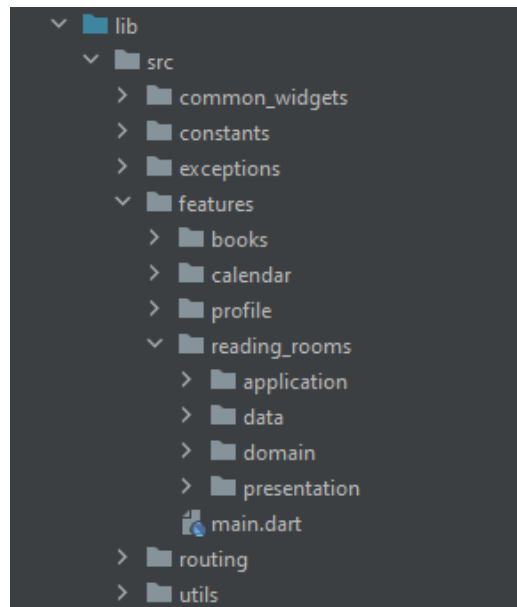 lib
src
common_widgets
constants
exceptions
features
books
calendar
profile
reading_rooms
application
data
domain
presentation
main.dart
routing
utils